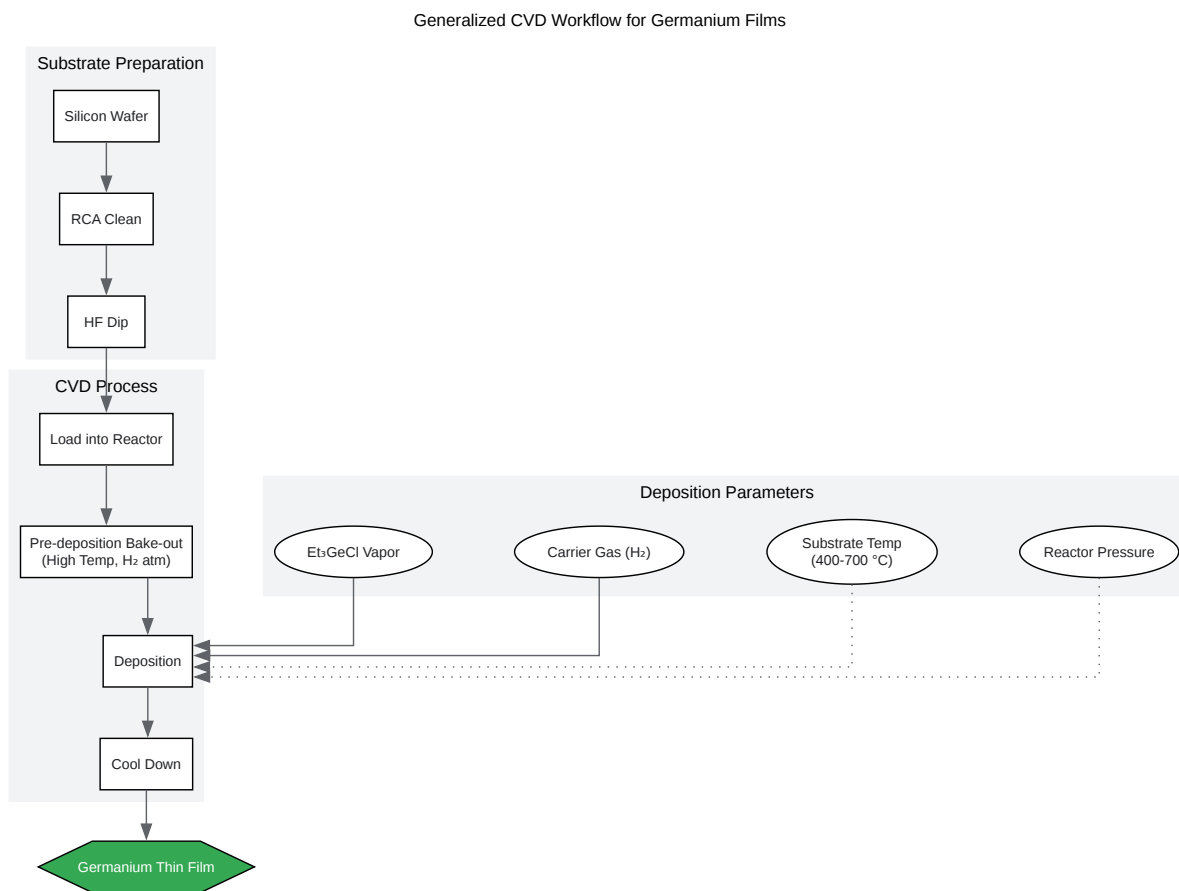 Generalized CVD Workflow for Germanium Films
Substrate Preparation
Silicon Wafer
RCA Clean
HF Dip
CVD Process
Load into Reactor
Pre-deposition Bake-out
(High Temp, H₂ atm)
Deposition
Cool Down
Germanium Thin Film
Deposition Parameters
Et₃GeCl Vapor
Carrier Gas (H₂)
Substrate Temp
(400-700 °C)
Reactor Pressure